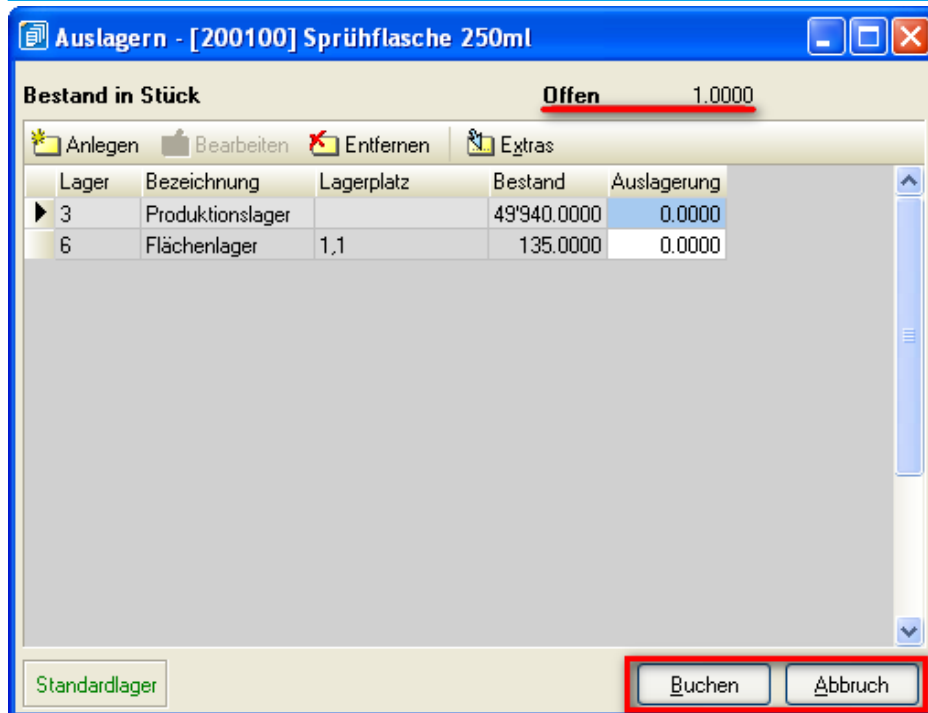 Auslagern - [200100] Sprühflasche 250ml
Bestand in Stück Offen 1.0000
Anlegen Bearbeiten Entfernen Extras
Lager Bezeichnung Lagerplatz Bestand Auslagerung
3 Produktionslager 49'940.0000 0.0000
6 Flächenlager 1,1 135.0000 0.0000
Standardlager Buchen Abbruch